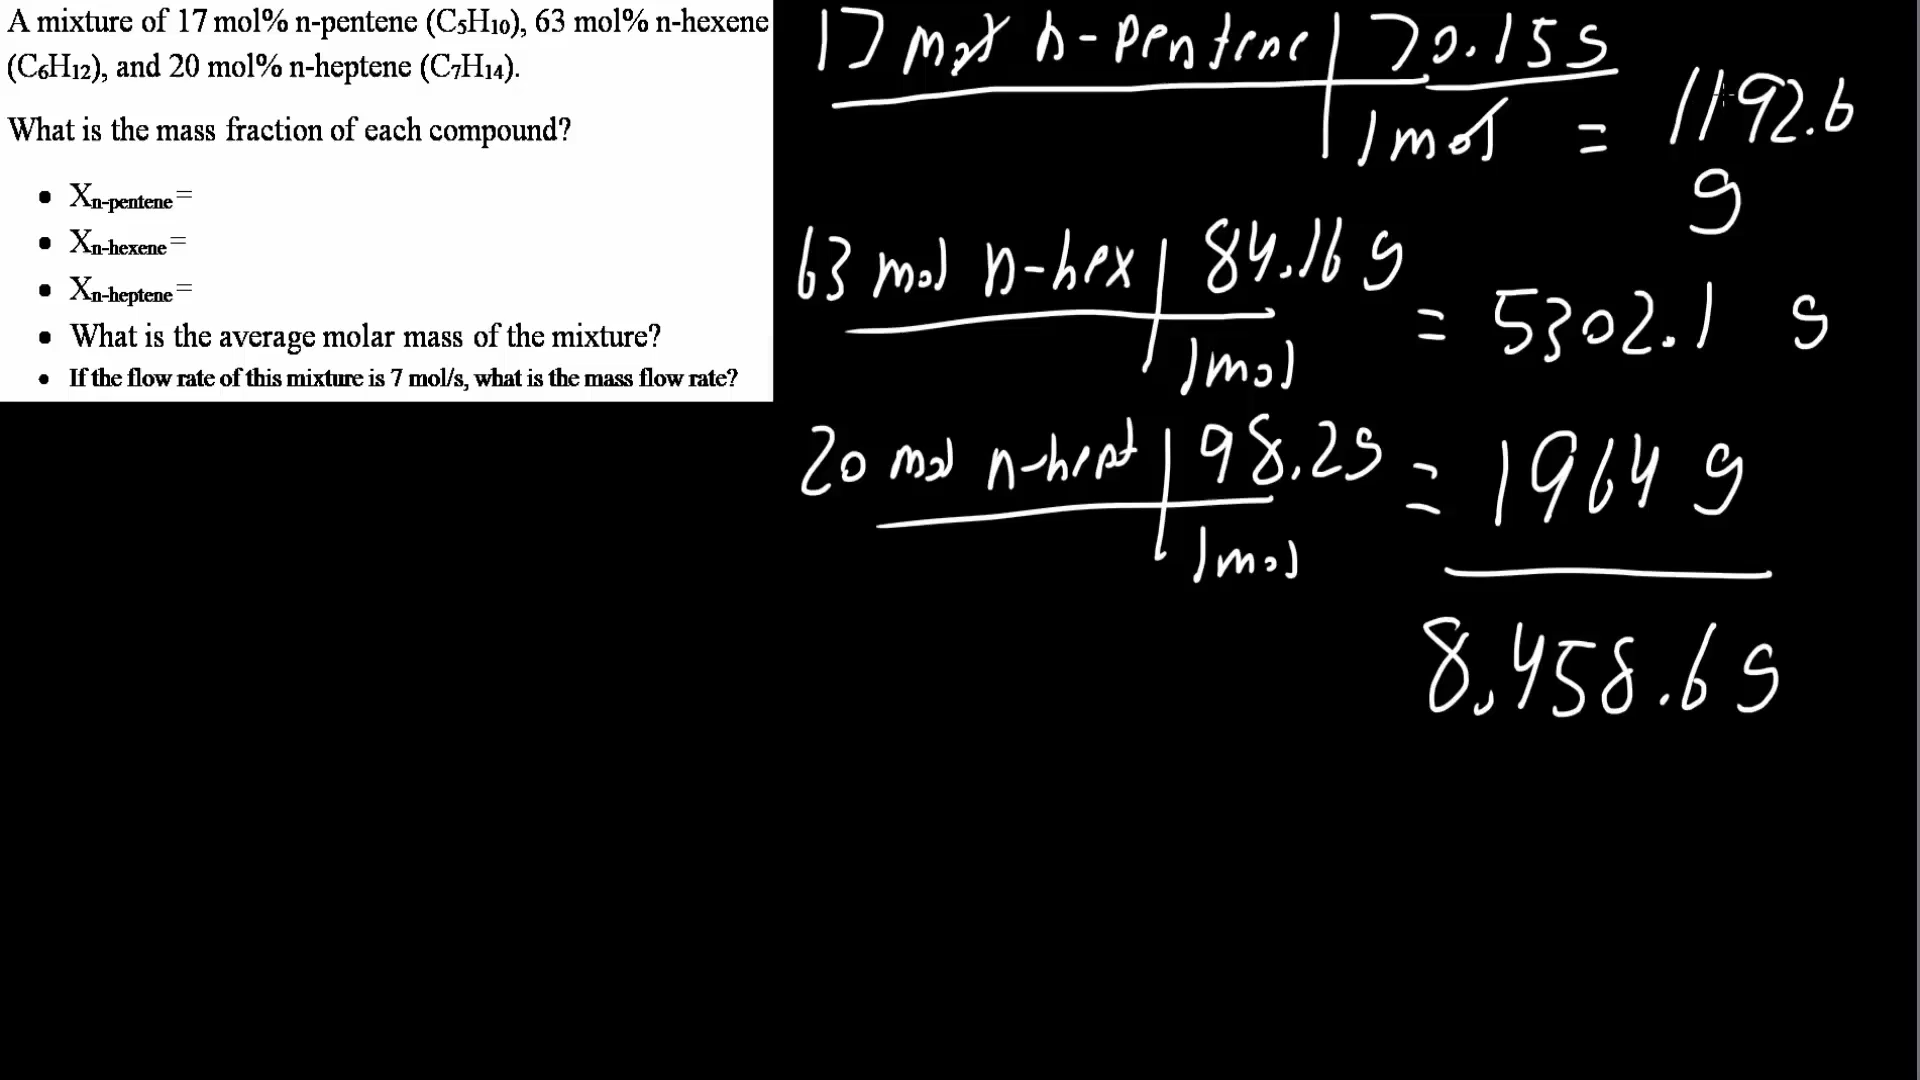 A mixture of 17 mol% n-pentene (C5H10), 63 mol% n-hexene
(C6H12), and 20 mol% n-heptene (C7H14).
What is the mass fraction of each compound?
• Xn-pentene=
• Xn-hexene=
• Xn-heptene=
• What is the average molar mass of the mixture?
• If the flow rate of this mixture is 7 mol/s, what is the mass flow rate?
17 mol n-pentene | 70.15 g
1 mol = 1192.6
g
63 mol n-hex | 84.16 g
1 mol = 5302.1 g
20 mol n-hept | 98.2 g = 1964 g
1 mol
8,458.6 g